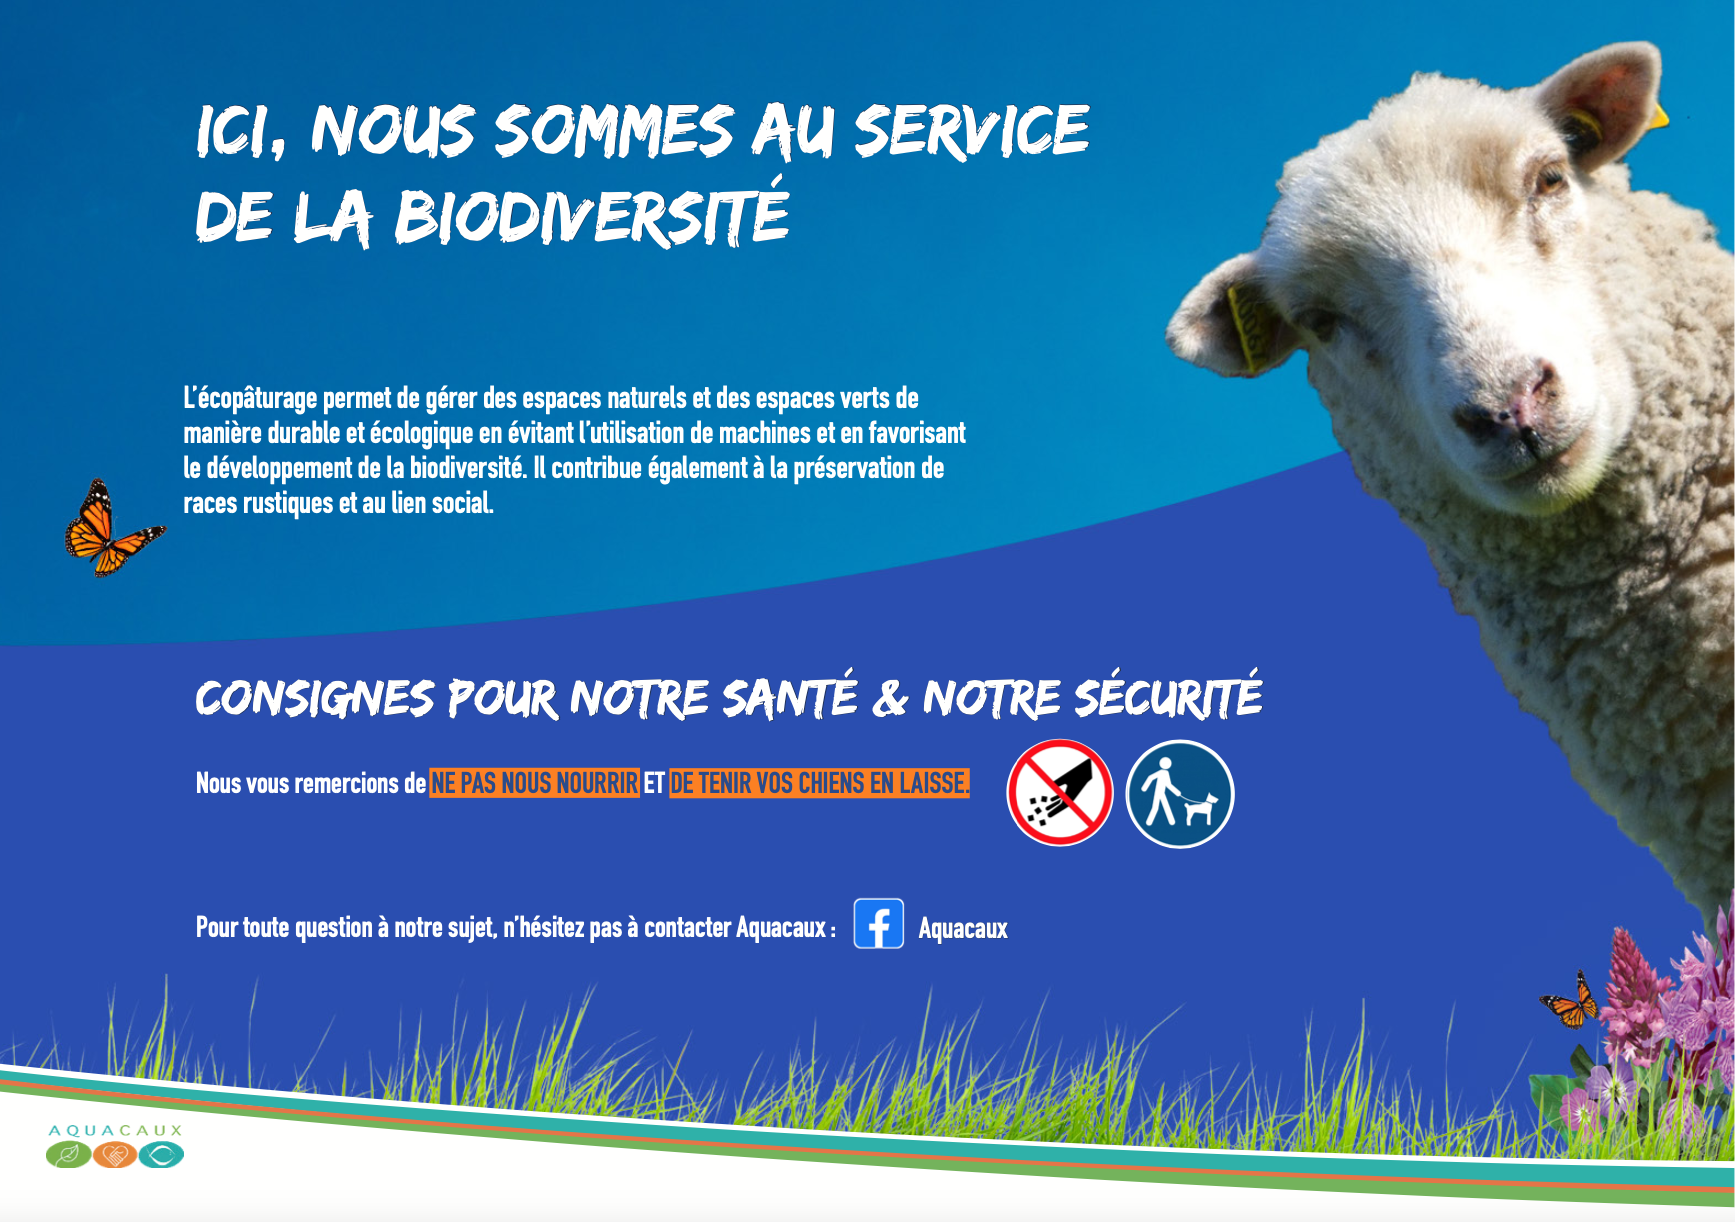 ICI, NOUS SOMMES AU SERVICE
DE LA BIODIVERSITÉ
L'écopâturage permet de gérer des espaces naturels et des espaces verts de
manière durable et écologique en évitant l'utilisation de machines et en favorisant
le développement de la biodiversité. Il contribue également à la préservation de
races rustiques et au lien social.
CONSIGNES POUR NOTRE SANTÉ & NOTRE SÉCURITÉ
Nous vous remercions de NE PAS NOUS NOURRIR ET DE TENIR VOS CHIENS EN LAISSE.
Pour toute question à notre sujet, n'hésitez pas à contacter Aquacaux : f Aquacaux
AQUACAUX